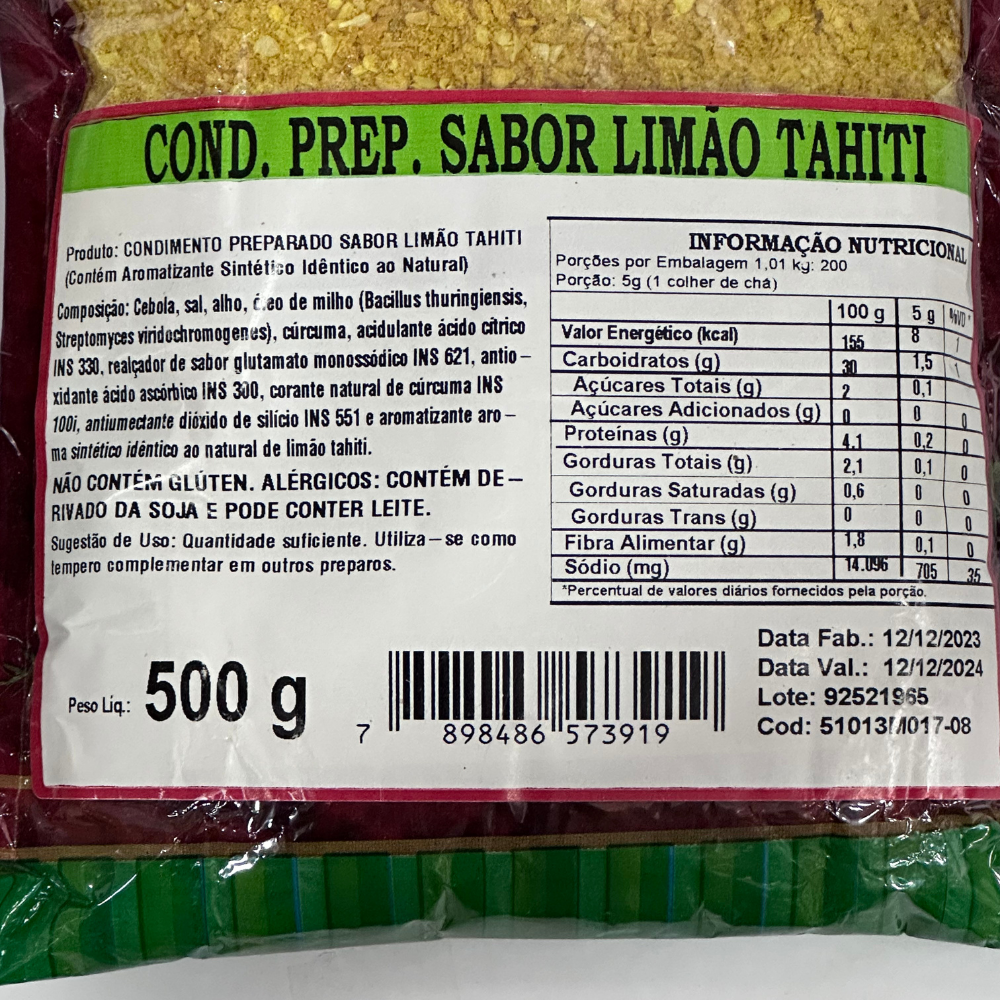 COND. PREP. SABOR LIMÃO TAHITI
Produto: CONDIMENTO PREPARADO SABOR LIMÃO TAHITI
(Contém Aromatizante Sintético Idêntico ao Natural)
Composição: Cebola, sal, alho, óleo de milho (Bacillus thuringiensis,
Streptomyces viridochromogenes), cúrcuma, acidulante ácido cítrico
INS 330, realçador de sabor glutamato monossódico INS 621, antio-
xidante ácido ascórbico INS 300, corante natural de cúrcuma INS
100i, antiumectante dióxido de silício INS 551 e aromatizante aro-
ma sintético idêntico ao natural de limão tahiti.
NÃO CONTÉM GLÚTEN. ALÉRGICOS: CONTÉM DE-
RIVADO DA SOJA E PODE CONTER LEITE.
Sugestão de Uso: Quantidade suficiente. Utiliza-se como
tempero complementar em outros preparos.
INFORMAÇÃO NUTRICIONAL
Porções por Embalagem 1,01 kg: 200
Porção: 5g (1 colher de chá)
100 g 5 g %VD*
Valor Energético (kcal) 155 8 1
Carboidratos (g) 30 1,5 1
Açúcares Totais (g) 2 0,1
Açúcares Adicionados (g) 0 0 0
Proteínas (g) 4,1 0,2 0
Gorduras Totais (g) 2,1 0,1 0
Gorduras Saturadas (g) 0,6 0 0
Gorduras Trans (g) 0 0 0
Fibra Alimentar (g) 1,8 0,1 0
Sódio (mg) 14.096 705 35
*Percentual de valores diários fornecidos pela porção.
Peso Líq.: 500 g
7 898486 573919
Data Fab.: 12/12/2023
Data Val.: 12/12/2024
Lote: 92521965
Cod: 51013M017-08